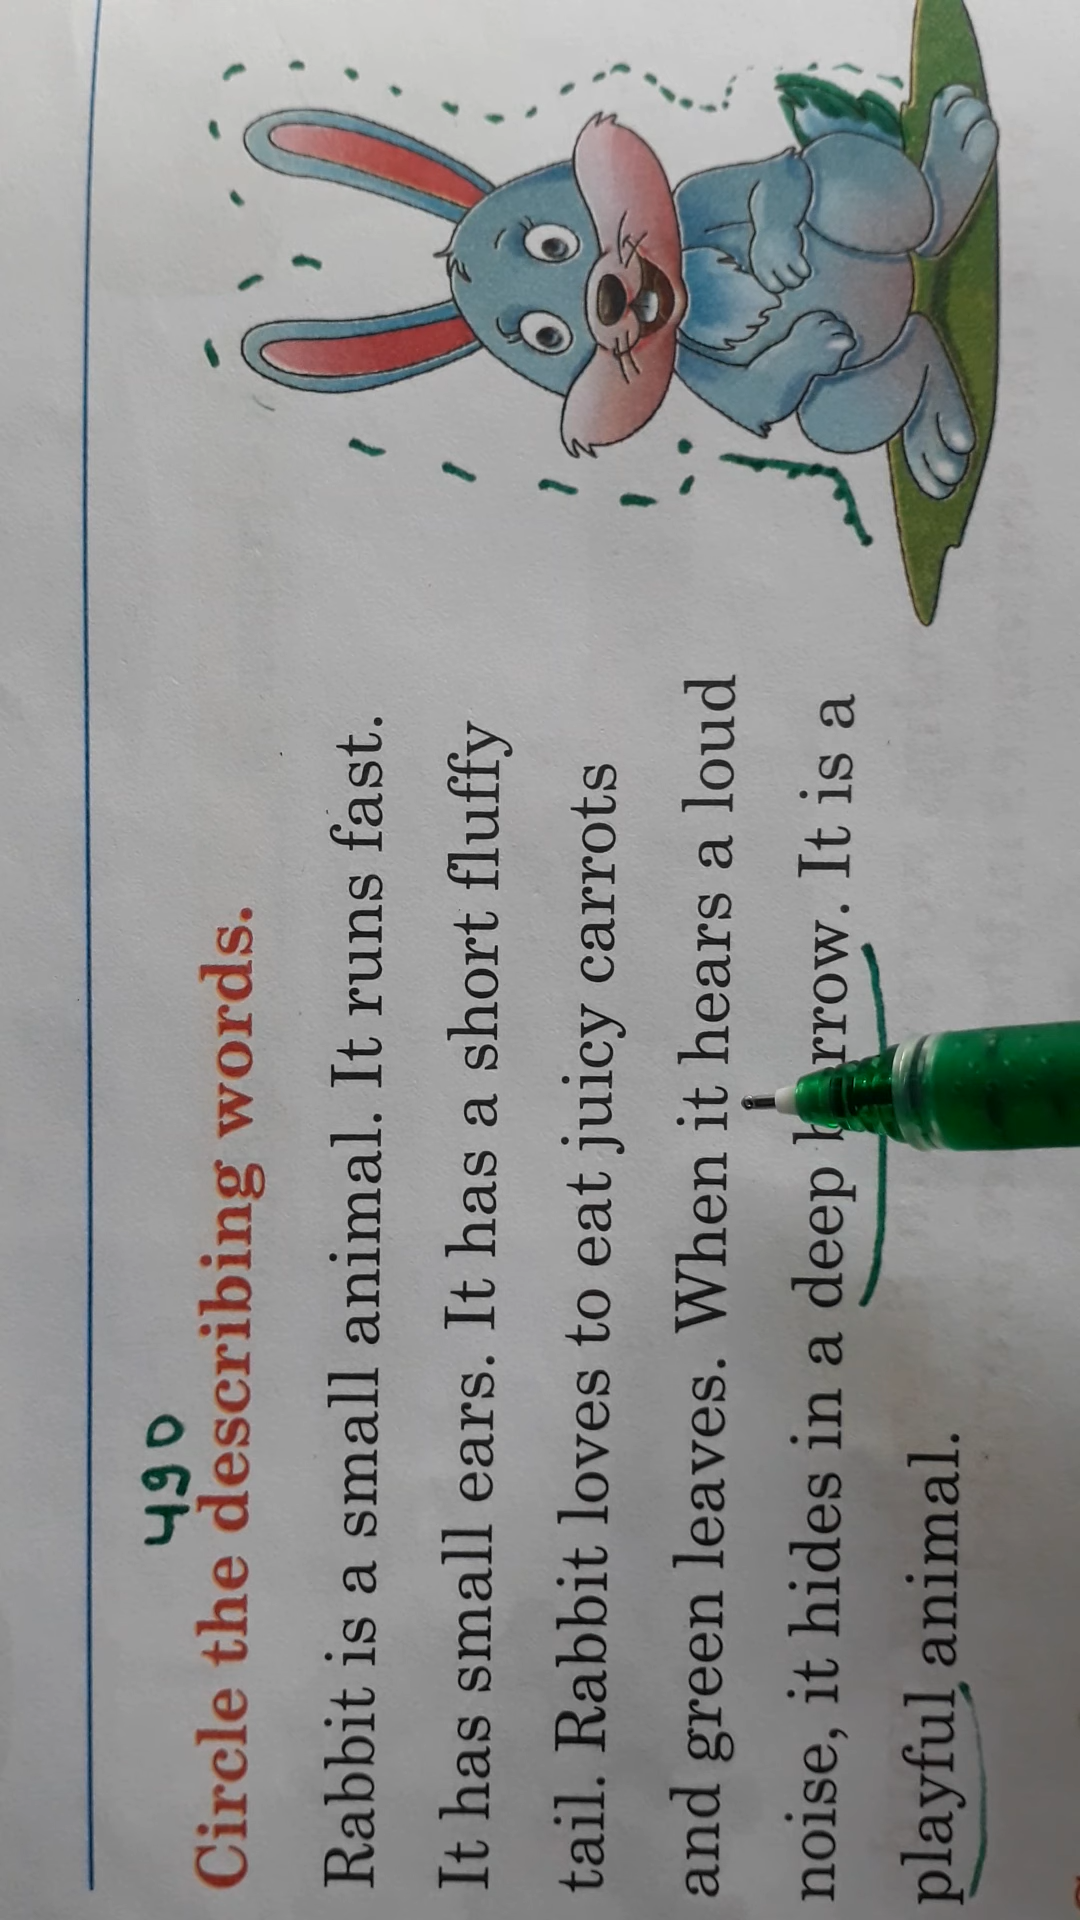 490
Circle the describing words.
Rabbit is a small animal. It runs fast.
It has small ears. It has a short fluffy
tail. Rabbit loves to eat juicy carrots
and green leaves. When it hears a loud
noise, it hides in a deep rrow. It is a
playful animal.